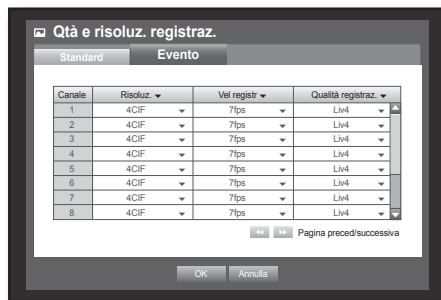 Qtà e risoluz. registraz.
Standard Evento
Canale Risoluz. Vel registr Qualità registraz.
1 4CIF 7fps Liv4
2 4CIF 7fps Liv4
3 4CIF 7fps Liv4
4 4CIF 7fps Liv4
5 4CIF 7fps Liv4
6 4CIF 7fps Liv4
7 4CIF 7fps Liv4
8 4CIF 7fps Liv4
Pagina preced/successiva
OK Annulla